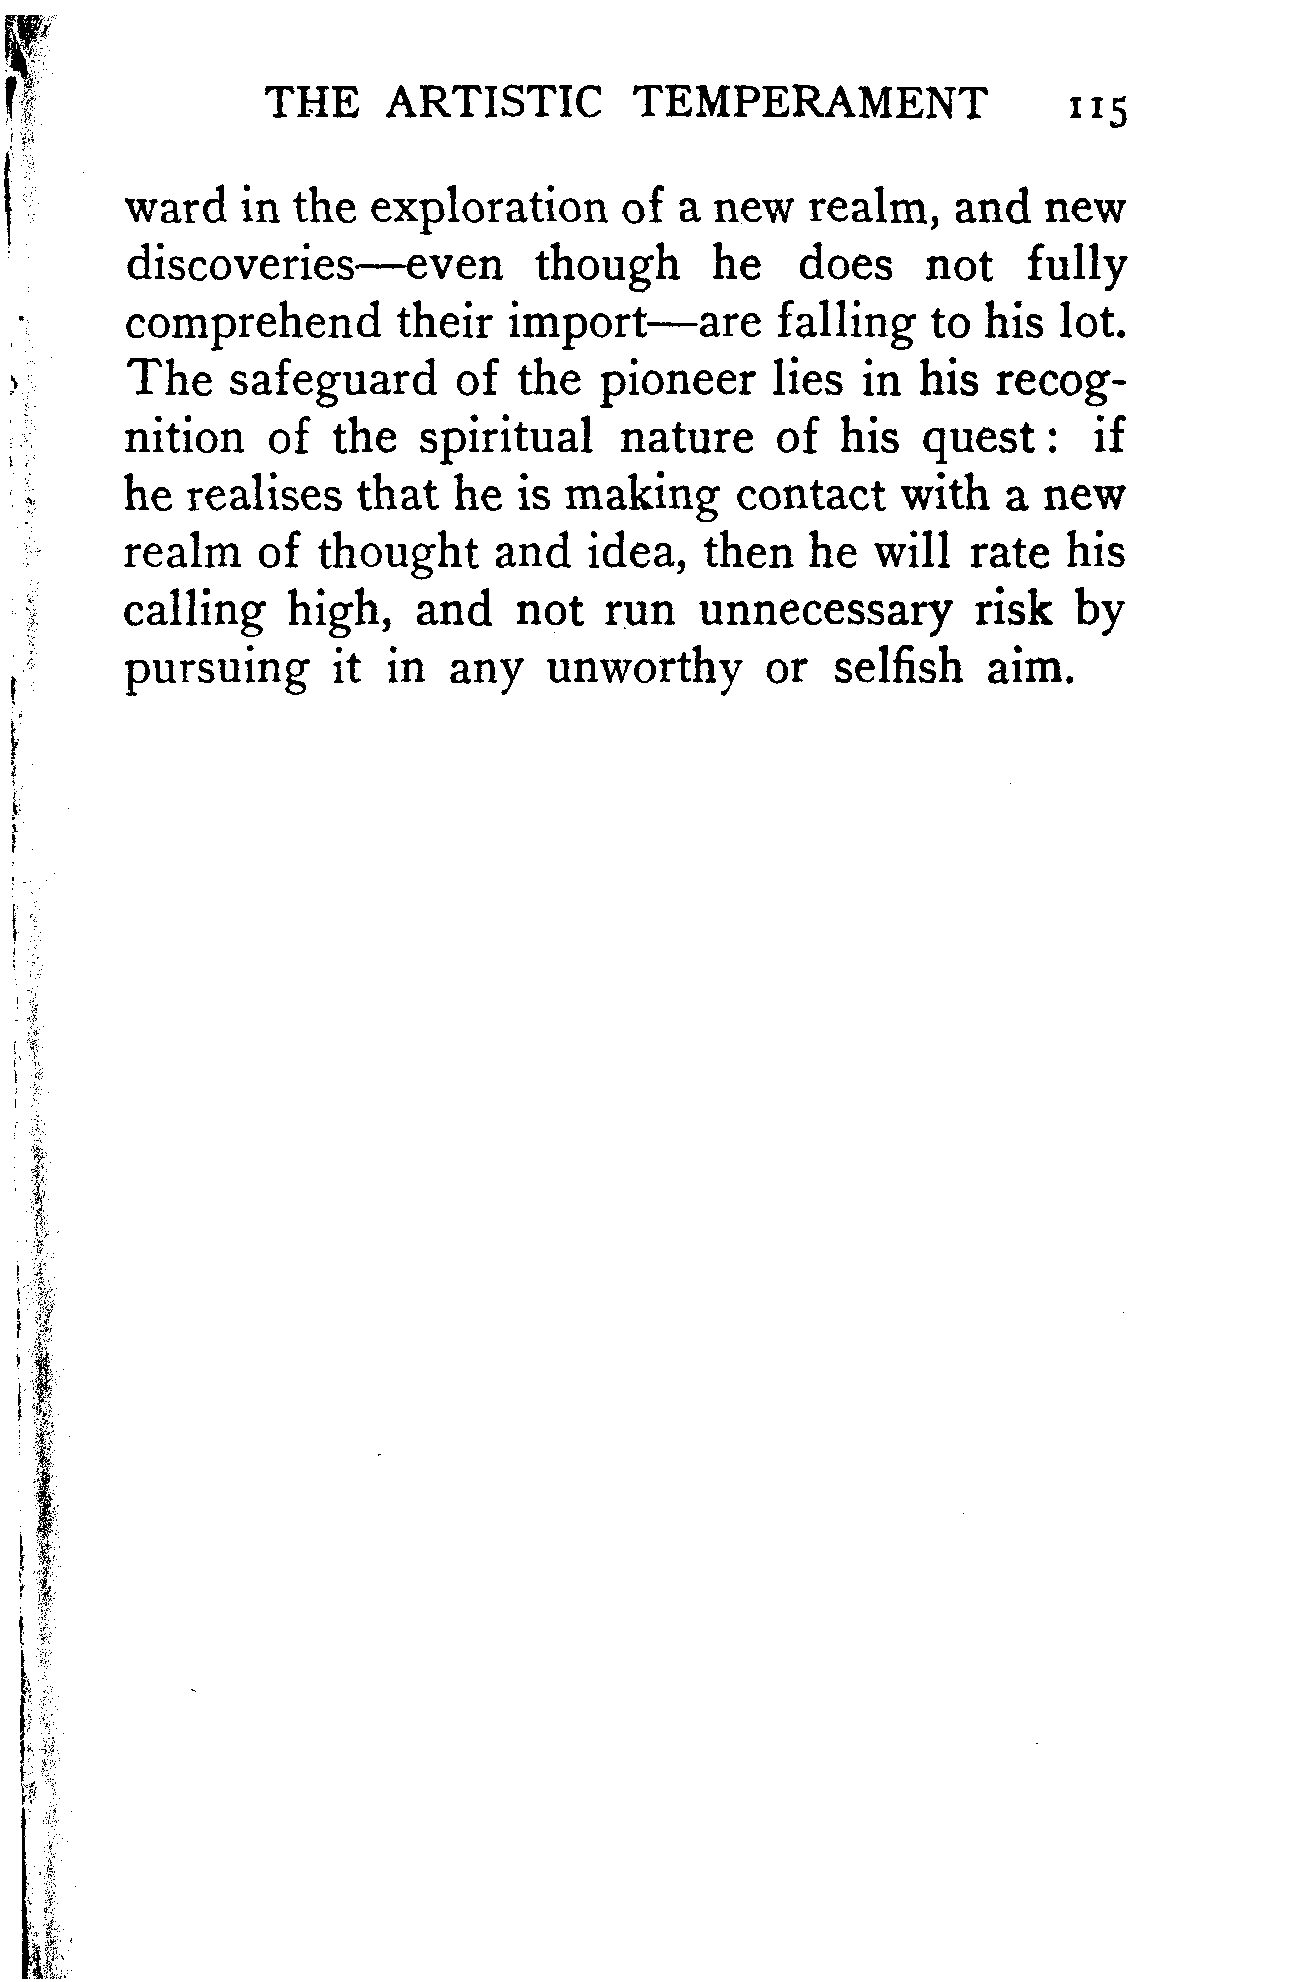 THE ARTISTIC TEMPERAMENT 115
ward in the exploration of a new realm, and new
discoveries—even though he does not fully
comprehend their import—are falling to his lot.
The safeguard of the pioneer lies in his recog-
nition of the spiritual nature of his quest : if
he realises that he is making contact with a new
realm of thought and idea, then he will rate his
calling high, and not run unnecessary risk by
pursuing it in any unworthy or selfish aim.